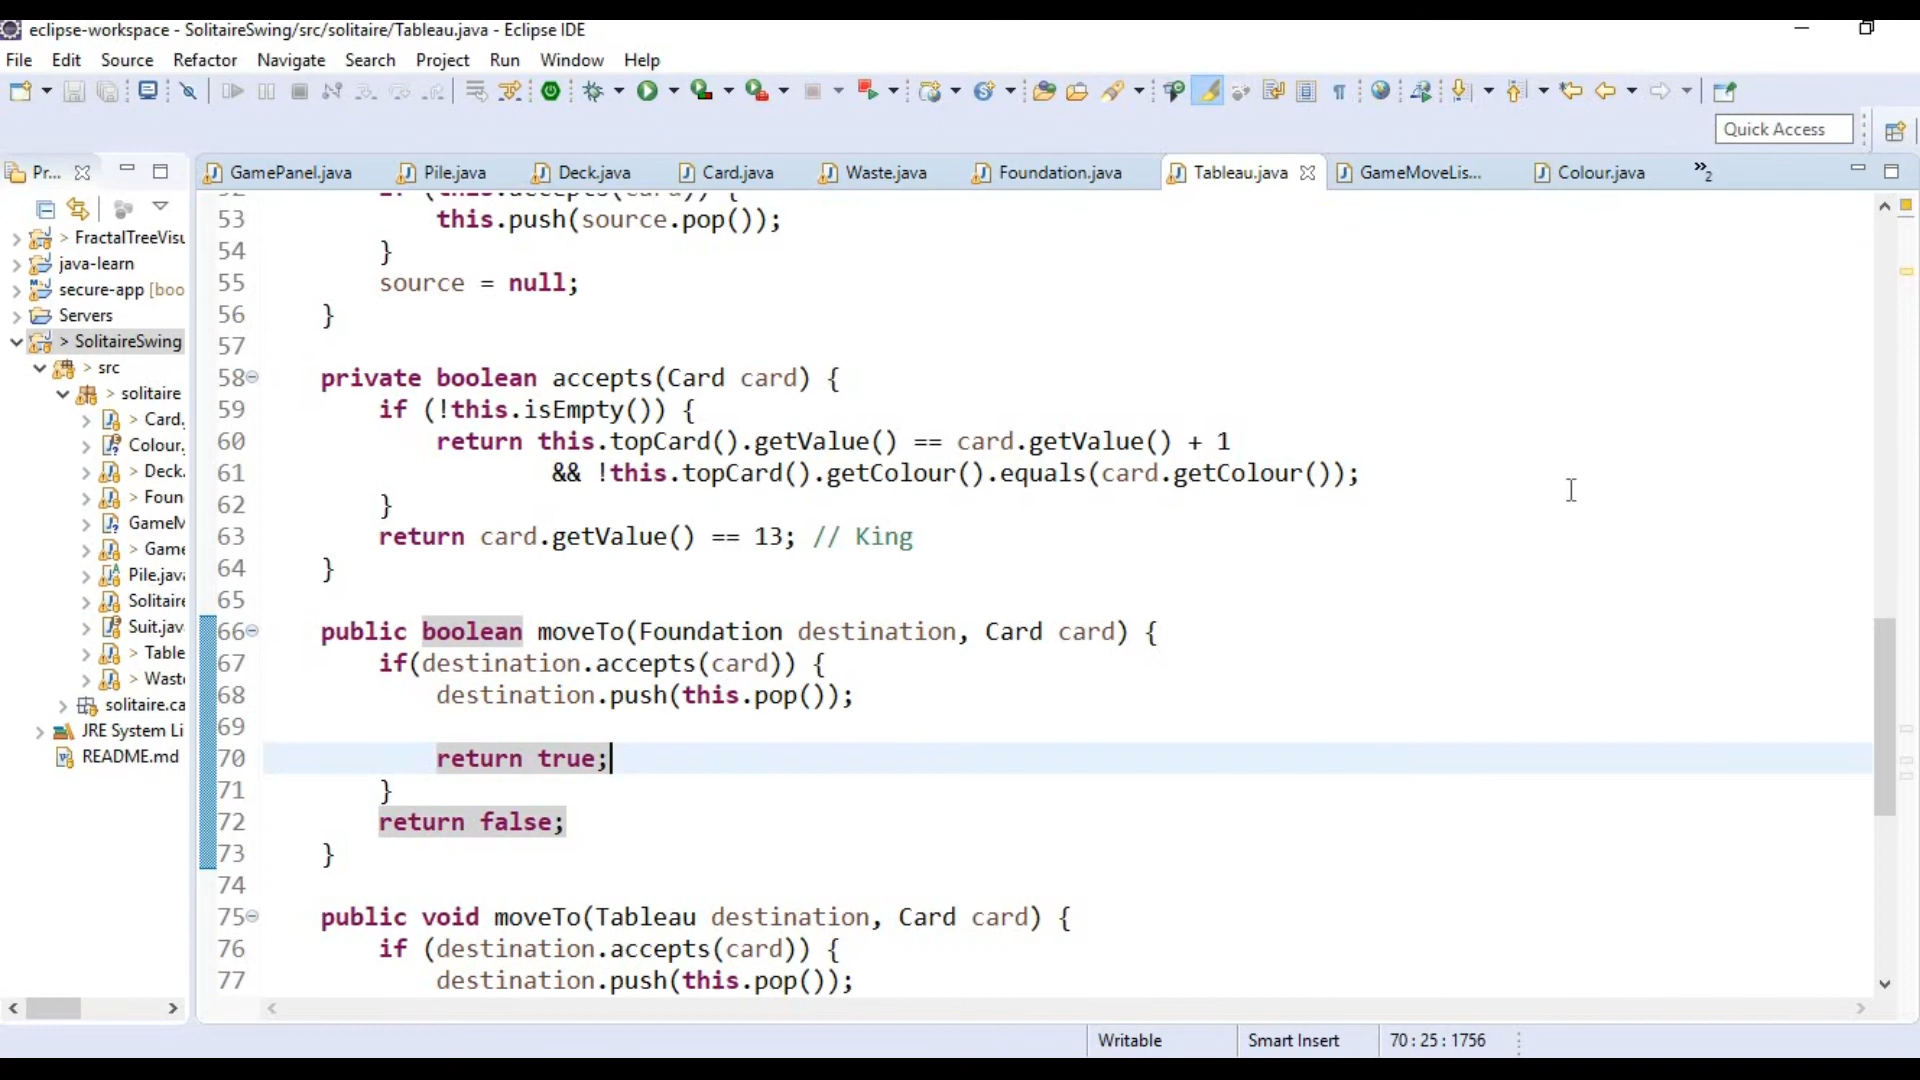 eclipse-workspace - SolitaireSwing/src/solitaire/Tableau.java - Eclipse IDE
File Edit Source Refactor Navigate Search Project Run Window Help
Quick Access
Pr...
GamePanel.java Pile.java Deck.java Card.java Waste.java Foundation.java Tableau.java GameMoveLis... Colour.java »2
> FractalTreeVisu
java-learn
secure-app [boo
Servers
> SolitaireSwing
> src
> solitaire
> Card.
Colour.
> Deck.
> Foun
GameM
> Game
Pile.java
Solitaire
Suit.jav
> Table
> Waste
solitaire.ca
JRE System Li
README.md
52 if (this.accepts(card)) {
53 this.push(source.pop());
54 }
55 source = null;
56 }
57
58 private boolean accepts(Card card) {
59 if (!this.isEmpty()) {
60 return this.topCard().getValue() == card.getValue() + 1
61 && !this.topCard().getColour().equals(card.getColour());
62 }
63 return card.getValue() == 13; // King
64 }
65
66 public boolean moveTo(Foundation destination, Card card) {
67 if(destination.accepts(card)) {
68 destination.push(this.pop());
69
70 return true;
71 }
72 return false;
73 }
74
75 public void moveTo(Tableau destination, Card card) {
76 if (destination.accepts(card)) {
77 destination.push(this.pop());
Writable Smart Insert 70 : 25 : 1756